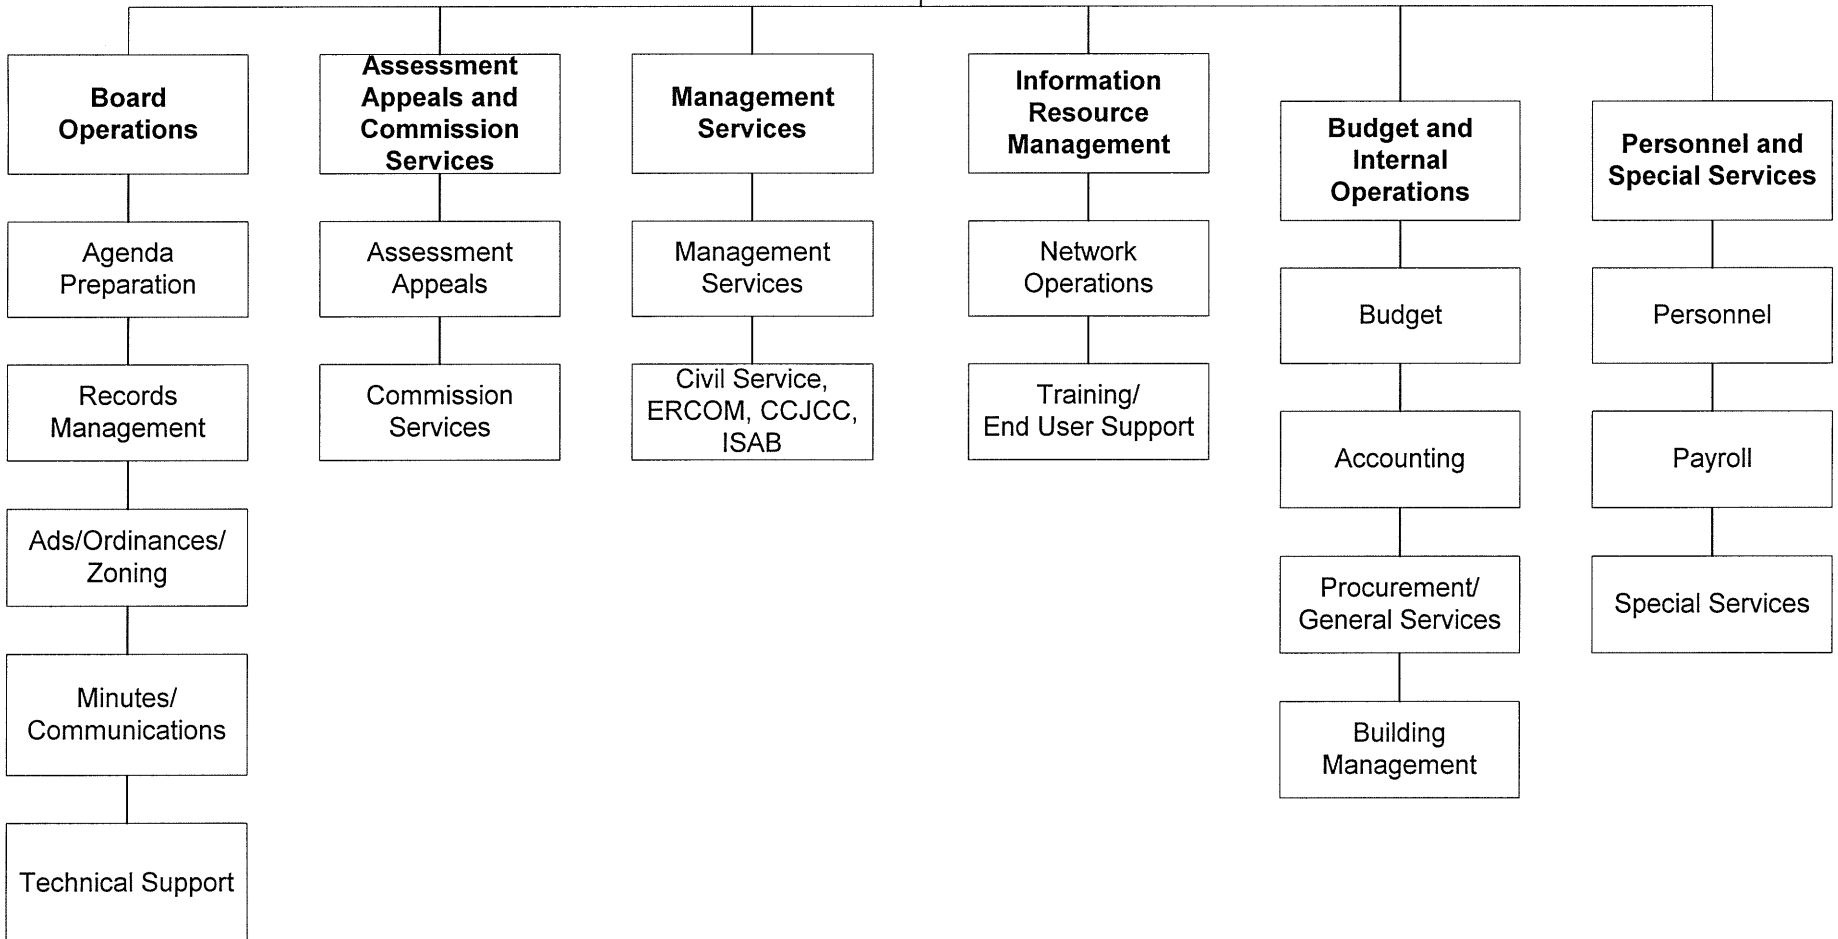 Board
Operations
Agenda
Preparation
Records
Management
Ads/Ordinances/
Zoning
Minutes/
Communications
Technical Support
Assessment
Appeals and
Commission
Services
Assessment
Appeals
Commission
Services
Management
Services
Management
Services
Civil Service,
ERCOM, CCJCC,
ISAB
Information
Resource
Management
Network
Operations
Training/
End User Support
Budget and
Internal
Operations
Budget
Accounting
Procurement/
General Services
Building
Management
Personnel and
Special Services
Personnel
Payroll
Special Services